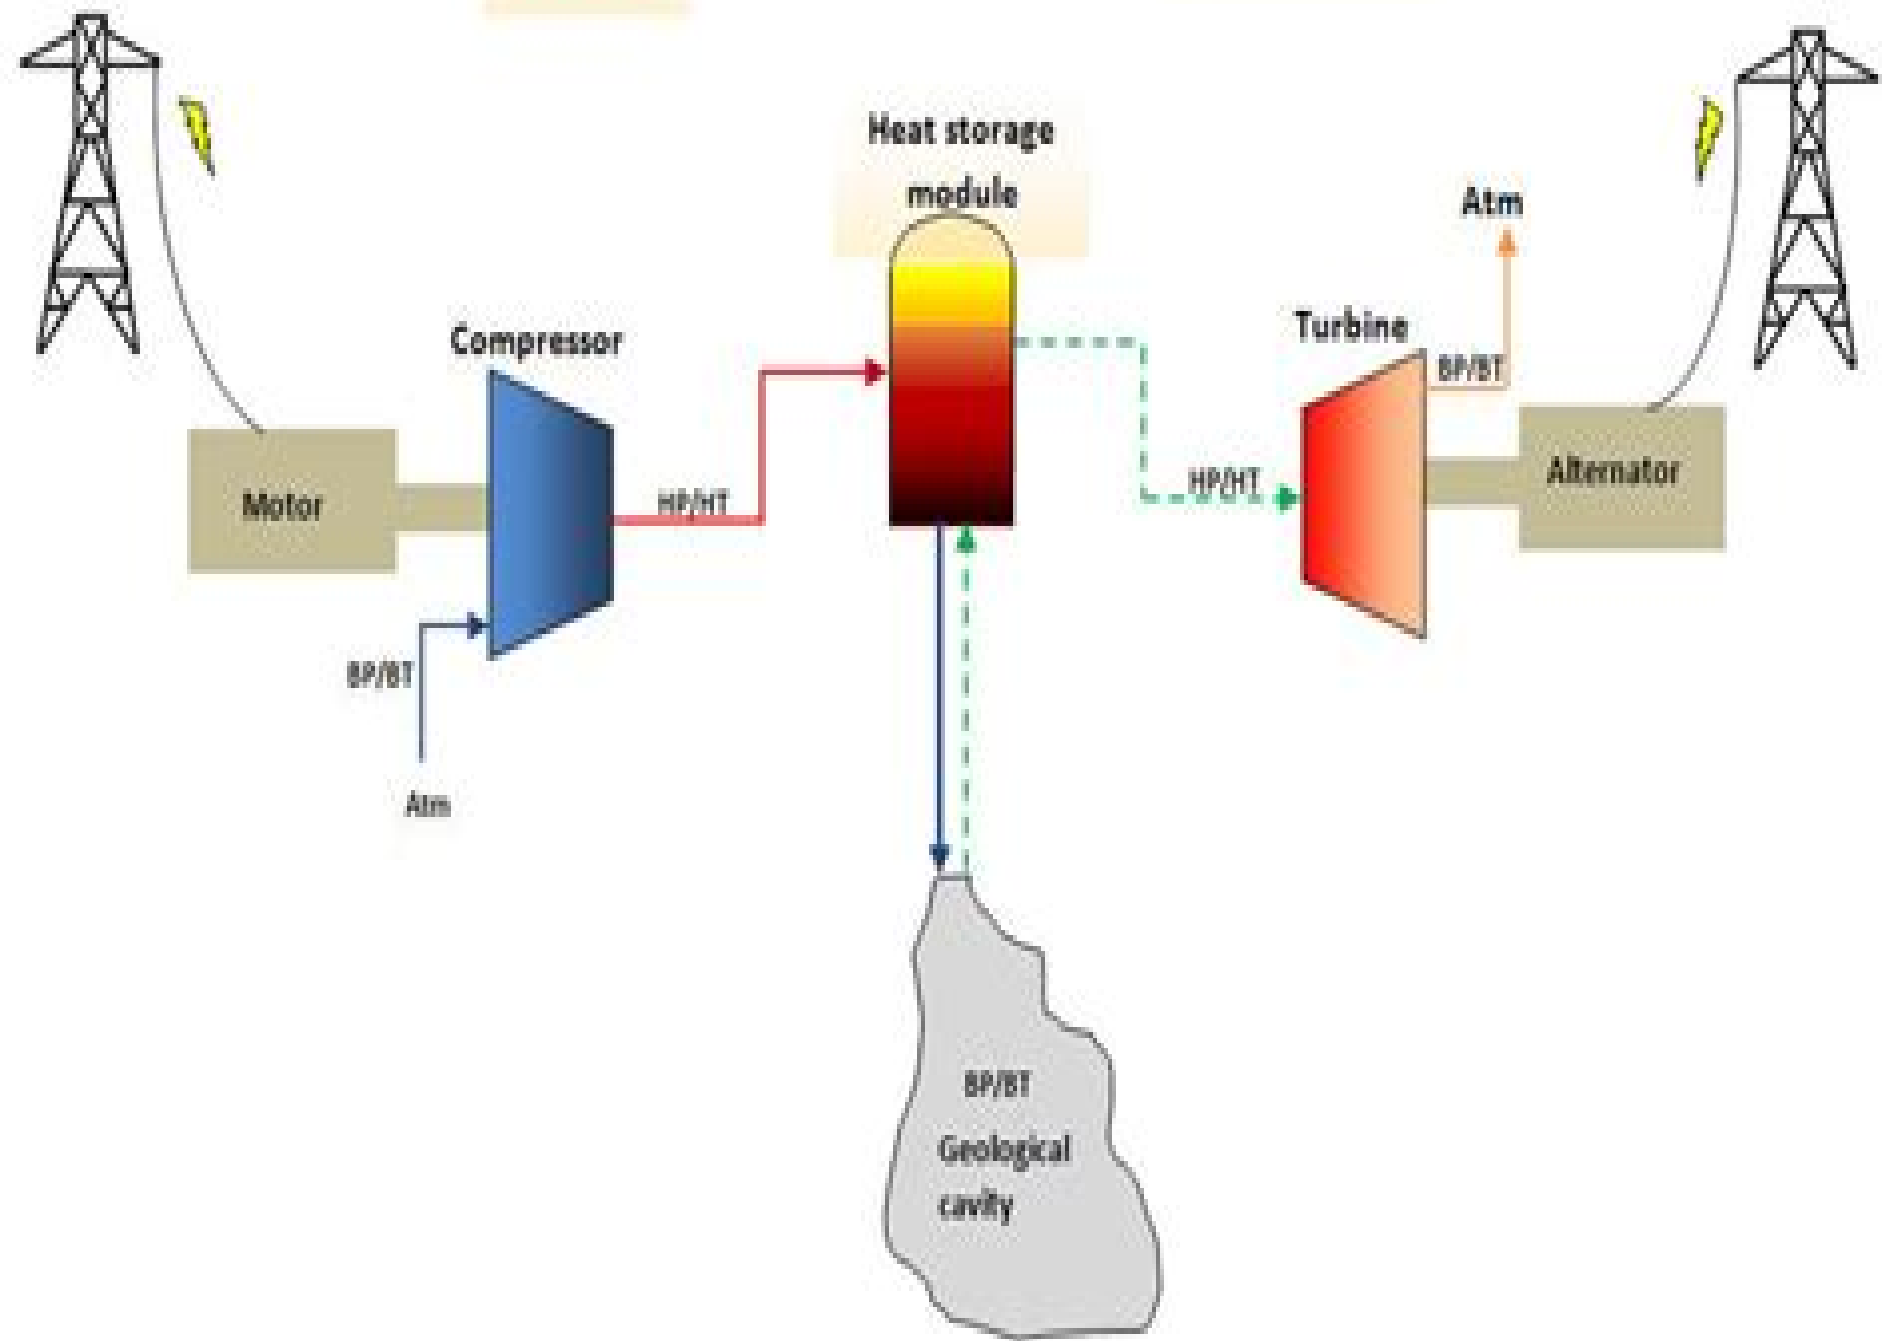 Heat storage
module
Atm
Compressor
Turbine
BP/BT
Motor
HP/HT
HP/HT
Alternator
BP/BT
Atm
BP/BT
Geological
cavity